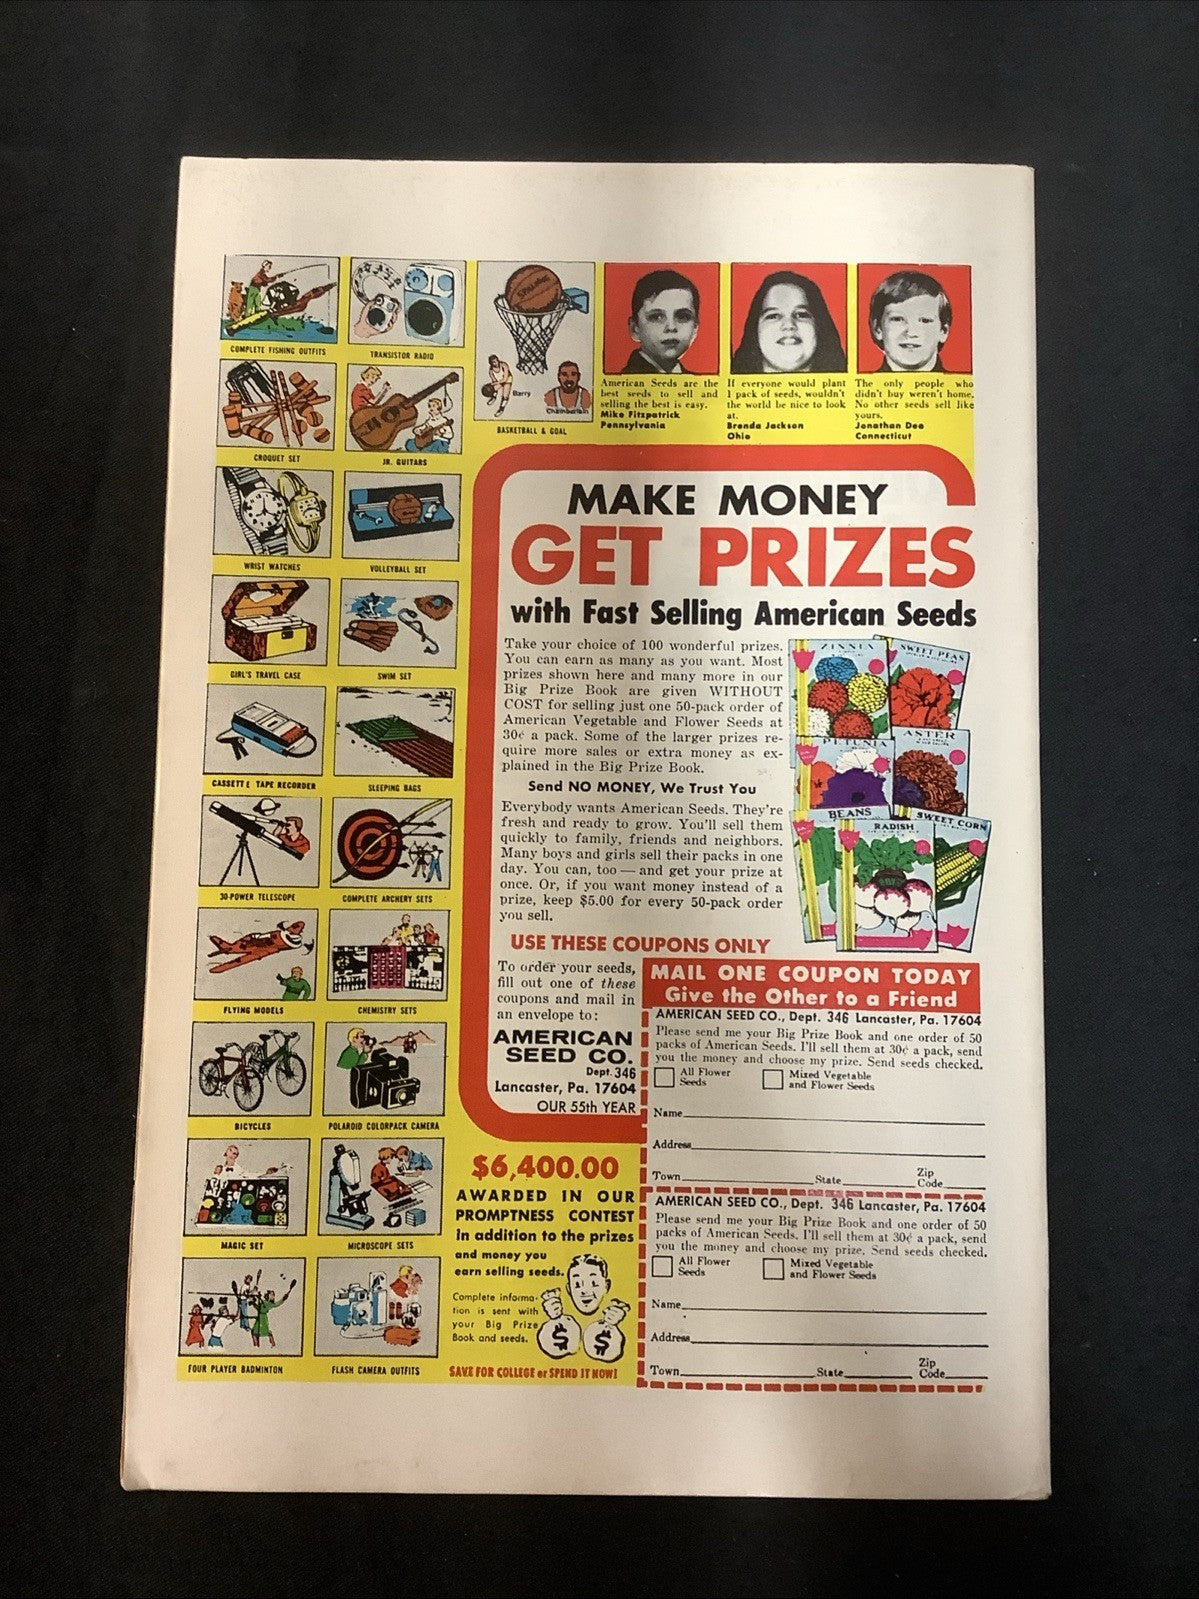 COMPLETE FISHING OUTFITS
TRANSISTOR RADIO
SPALDING
Barry
Chamberlain
BASKETBALL & GOAL
CROQUET SET
JR. GUITARS
WRIST WATCHES
VOLLEYBALL SET
GIRL'S TRAVEL CASE
SWIM SET
CASSETTE TAPE RECORDER
SLEEPING BAGS
30-POWER TELESCOPE
COMPLETE ARCHERY SETS
FLYING MODELS
CHEMISTRY SETS
BICYCLES
POLAROID COLORPACK CAMERA
MAGIC SET
MICROSCOPE SETS
FOUR PLAYER BADMINTON
FLASH CAMERA OUTFITS
American Seeds are the
best seeds to sell and
selling the best is easy.
Mike Fitzpatrick
Pennsylvania
If everyone would plant
1 pack of seeds, wouldn't
the world be nice to look
at.
Brenda Jackson
Ohio
The only people who
didn't buy weren't home.
No other seeds sell like
yours.
Jonathan Dee
Connecticut
MAKE MONEY
GET PRIZES
with Fast Selling American Seeds
Take your choice of 100 wonderful prizes.
You can earn as many as you want. Most
prizes shown here and many more in our
Big Prize Book are given WITHOUT
COST for selling just one 50-pack order of
American Vegetable and Flower Seeds at
30¢ a pack. Some of the larger prizes re-
quire more sales or extra money as ex-
plained in the Big Prize Book.
Send NO MONEY, We Trust You
Everybody wants American Seeds. They're
fresh and ready to grow. You'll sell them
quickly to family, friends and neighbors.
Many boys and girls sell their packs in one
day. You can, too — and get your prize at
once. Or, if you want money instead of a
prize, keep $5.00 for every 50-pack order
you sell.
ZINNIA
SWEET PEAS
PETUNIA
ASTER
BEANS
RADISH
SWEET CORN
USE THESE COUPONS ONLY
To order your seeds,
fill out one of these
coupons and mail in
an envelope to:
AMERICAN
SEED CO.
Dept. 346
Lancaster, Pa. 17604
OUR 55th YEAR
$6,400.00
AWARDED IN OUR
PROMPTNESS CONTEST
in addition to the prizes
and money you
earn selling seeds.
Complete informa-
tion is sent with
your Big Prize
Book and seeds.
$ $
SAVE FOR COLLEGE or SPEND IT NOW!
MAIL ONE COUPON TODAY
Give the Other to a Friend
AMERICAN SEED CO., Dept. 346 Lancaster, Pa. 17604
Please send me your Big Prize Book and one order of 50
packs of American Seeds. I'll sell them at 30¢ a pack, send
you the money and choose my prize. Send seeds checked.
All Flower
Seeds
Mixed Vegetable
and Flower Seeds
Name
Address
Town State Zip
Code
AMERICAN SEED CO., Dept. 346 Lancaster, Pa. 17604
Please send me your Big Prize Book and one order of 50
packs of American Seeds. I'll sell them at 30¢ a pack, send
you the money and choose my prize. Send seeds checked.
All Flower
Seeds
Mixed Vegetable
and Flower Seeds
Name
Address
Town State Zip
Code